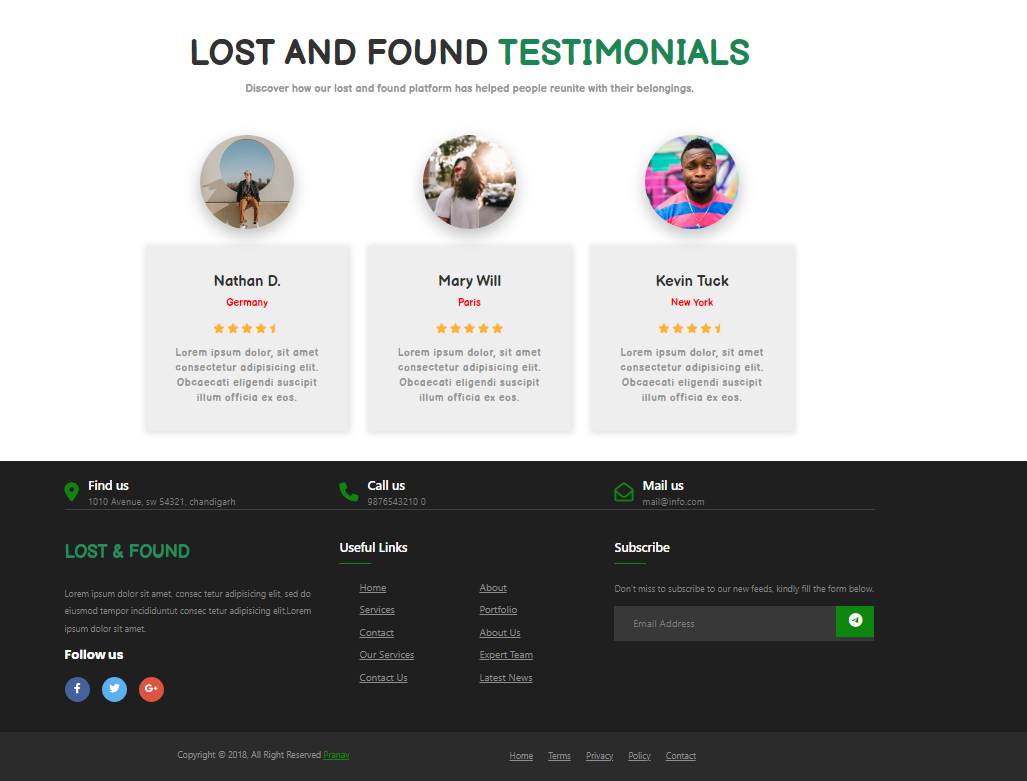 LOST AND FOUND TESTIMONIALS
Discover how our lost and found platform has helped people reunite with their belongings.
Nathan D.
Germany
Lorem ipsum dolor, sit amet
consectetur adipisicing elit.
Obcaecati eligendi suscipit
illum officia ex eos.
Mary Will
Paris
Lorem ipsum dolor, sit amet
consectetur adipisicing elit.
Obcaecati eligendi suscipit
illum officia ex eos.
Kevin Tuck
New York
Lorem ipsum dolor, sit amet
consectetur adipisicing elit.
Obcaecati eligendi suscipit
illum officia ex eos.
Find us
1010 Avenue, sw 54321, chandigarh
Call us
9876543210 0
Mail us
mail@info.com
LOST & FOUND
Lorem ipsum dolor sit amet, consec tetur adipisicing elit, sed do
eiusmod tempor incididuntut consec tetur adipisicing elit,Lorem
ipsum dolor sit amet.
Follow us
Useful Links
Home
About
Services
Portfolio
Contact
About Us
Our Services
Expert Team
Contact Us
Latest News
Subscribe
Don't miss to subscribe to our new feeds, kindly fill the form below.
Email Address
Copyright © 2018, All Right Reserved Pranav
Home Terms Privacy Policy Contact